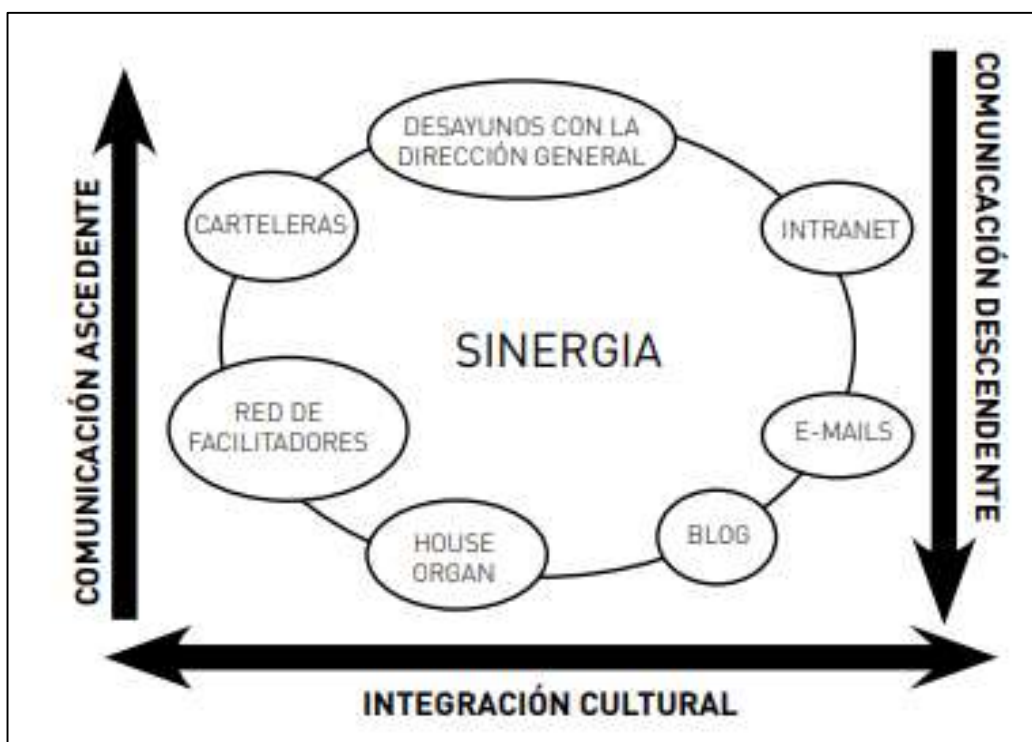 DESAYUNOS CON LA
DIRECCIÓN GENERAL
CARTELERAS
INTRANET
SINERGIA
RED DE
FACILITADORES
E-MAILS
HOUSE
ORGAN
BLOG
COMUNICACIÓN ASCEDENTE
COMUNICACIÓN DESCENDENTE
INTEGRACIÓN CULTURAL